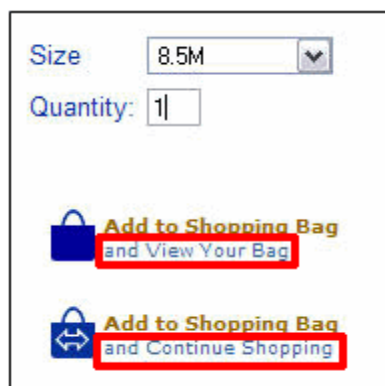 Size 8.5M
Quantity: 1
Add to Shopping Bag
and View Your Bag
Add to Shopping Bag
and Continue Shopping